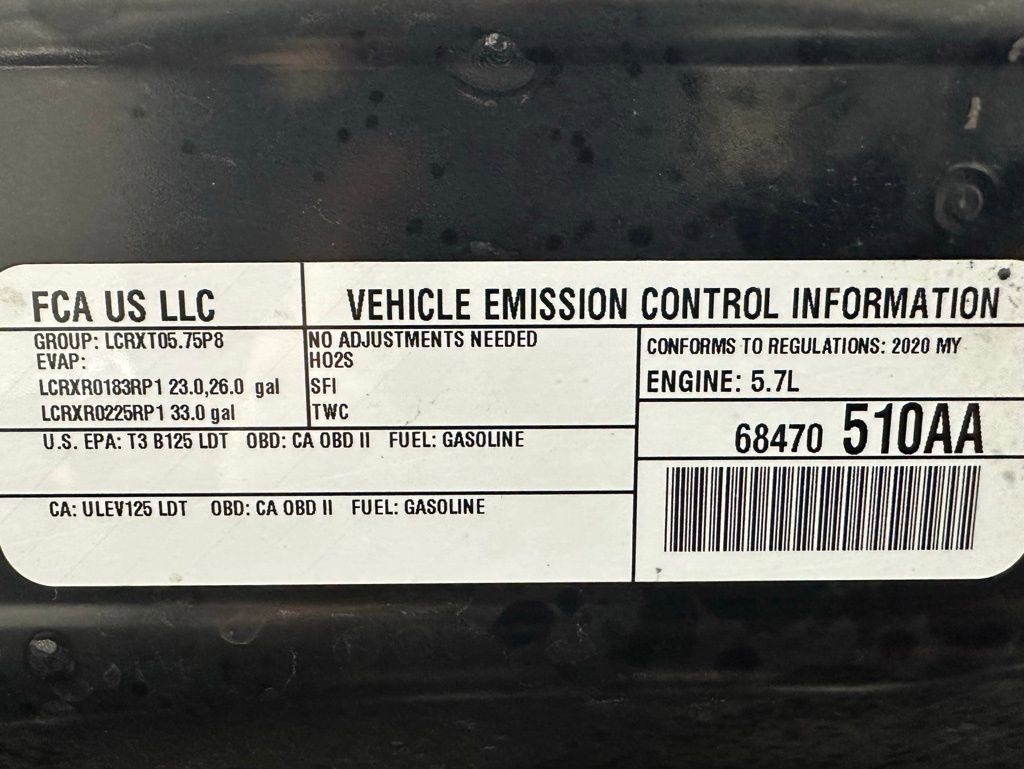 FCA US LLC
VEHICLE EMISSION CONTROL INFORMATION
GROUP: LCRXT05.75P8
EVAP:
LCRXR0183RP1 23.0,26.0 gal
LCRXR0225RP1 33.0 gal
NO ADJUSTMENTS NEEDED
HO2S
SFI
TWC
CONFORMS TO REGULATIONS: 2020 MY
ENGINE: 5.7L
68470 510AA
U.S. EPA: T3 B125 LDT OBD: CA OBD II FUEL: GASOLINE
CA: ULEV125 LDT OBD: CA OBD II FUEL: GASOLINE